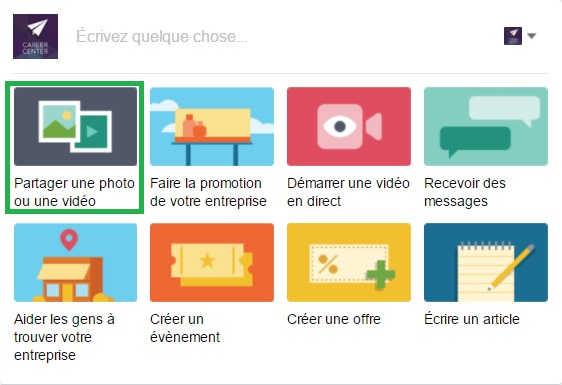 CAREER
CENTER
Écrivez quelque chose...
Partager une photo
ou une vidéo
Faire la promotion
de votre entreprise
Démarrer une vidéo
en direct
Recevoir des
messages
Aider les gens à
trouver votre
entreprise
Créer un
évènement
Créer une offre
Écrire un article